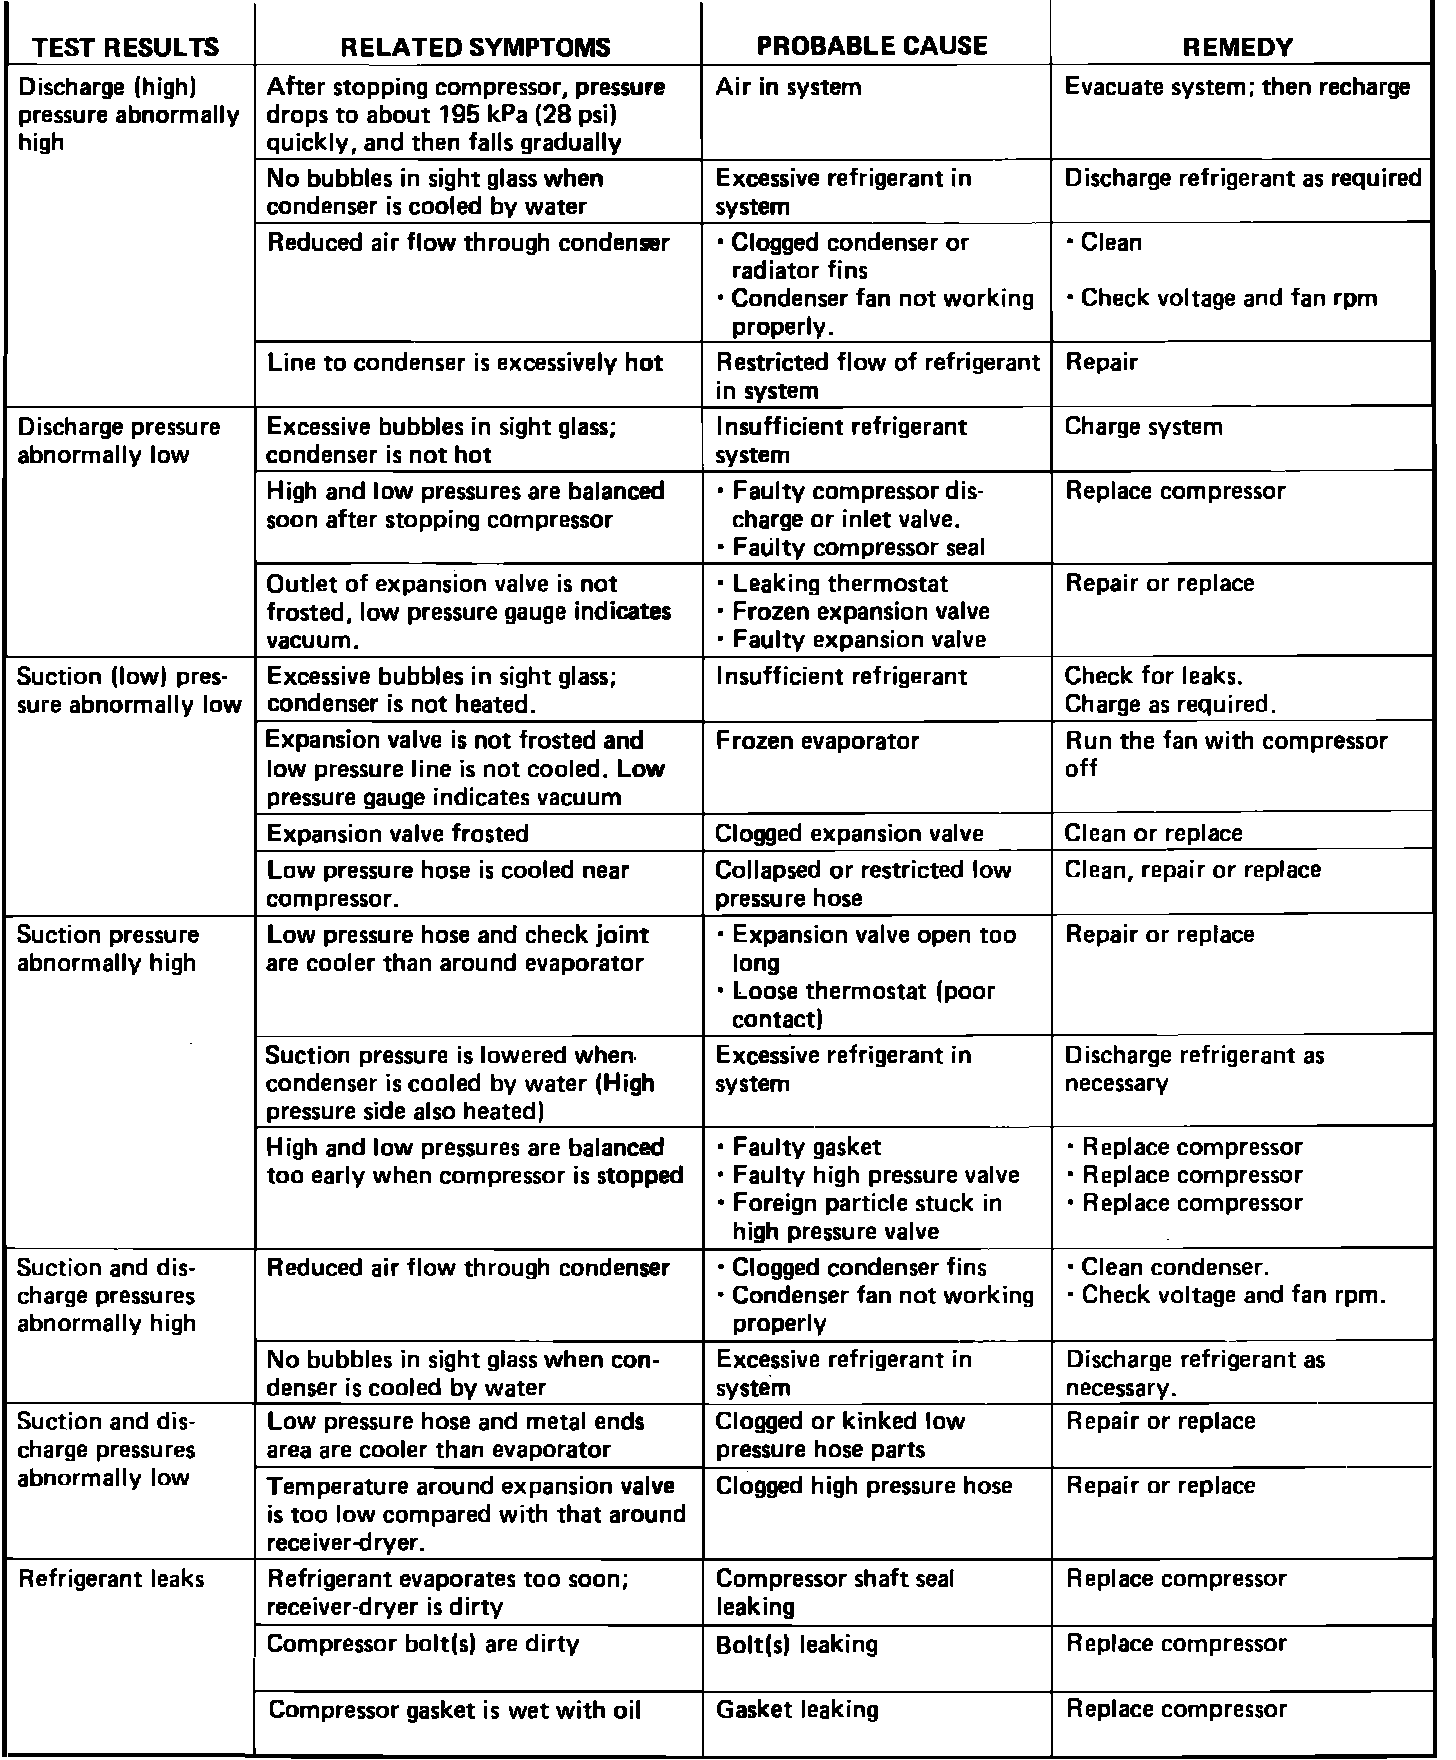 TEST RESULTS
RELATED SYMPTOMS
PROBABLE CAUSE
REMEDY
Discharge (high)
pressure abnormally
high
After stopping compressor, pressure
drops to about 195 kPa (28 psi)
quickly, and then falls gradually
Air in system
Evacuate system; then recharge
No bubbles in sight glass when
condenser is cooled by water
Excessive refrigerant in
system
Discharge refrigerant as required
Reduced air flow through condenser
• Clogged condenser or
radiator fins
• Condenser fan not working
properly.
• Clean
• Check voltage and fan rpm
Line to condenser is excessively hot
Restricted flow of refrigerant
in system
Repair
Discharge pressure
abnormally low
Excessive bubbles in sight glass;
condenser is not hot
Insufficient refrigerant
system
Charge system
High and low pressures are balanced
soon after stopping compressor
• Faulty compressor dis-
charge or inlet valve.
• Faulty compressor seal
Replace compressor
Outlet of expansion valve is not
frosted, low pressure gauge indicates
vacuum.
• Leaking thermostat
• Frozen expansion valve
• Faulty expansion valve
Repair or replace
Suction (low) pres-
sure abnormally low
Excessive bubbles in sight glass;
condenser is not heated.
Insufficient refrigerant
Check for leaks.
Charge as required.
Expansion valve is not frosted and
low pressure line is not cooled. Low
pressure gauge indicates vacuum
Frozen evaporator
Run the fan with compressor
off
Expansion valve frosted
Clogged expansion valve
Clean or replace
Low pressure hose is cooled near
compressor.
Collapsed or restricted low
pressure hose
Clean, repair or replace
Suction pressure
abnormally high
Low pressure hose and check joint
are cooler than around evaporator
• Expansion valve open too
long
• Loose thermostat (poor
contact)
Repair or replace
Suction pressure is lowered when
condenser is cooled by water (High
pressure side also heated)
Excessive refrigerant in
system
Discharge refrigerant as
necessary
High and low pressures are balanced
too early when compressor is stopped
• Faulty gasket
• Faulty high pressure valve
• Foreign particle stuck in
high pressure valve
• Replace compressor
• Replace compressor
• Replace compressor
Suction and dis-
charge pressures
abnormally high
Reduced air flow through condenser
• Clogged condenser fins
• Condenser fan not working
properly
• Clean condenser.
• Check voltage and fan rpm.
No bubbles in sight glass when con-
denser is cooled by water
Excessive refrigerant in
system
Discharge refrigerant as
necessary.
Suction and dis-
charge pressures
abnormally low
Low pressure hose and metal ends
area are cooler than evaporator
Clogged or kinked low
pressure hose parts
Repair or replace
Temperature around expansion valve
is too low compared with that around
receiver-dryer.
Clogged high pressure hose
Repair or replace
Refrigerant leaks
Refrigerant evaporates too soon;
receiver-dryer is dirty
Compressor shaft seal
leaking
Replace compressor
Compressor bolt(s) are dirty
Bolt(s) leaking
Replace compressor
Compressor gasket is wet with oil
Gasket leaking
Replace compressor